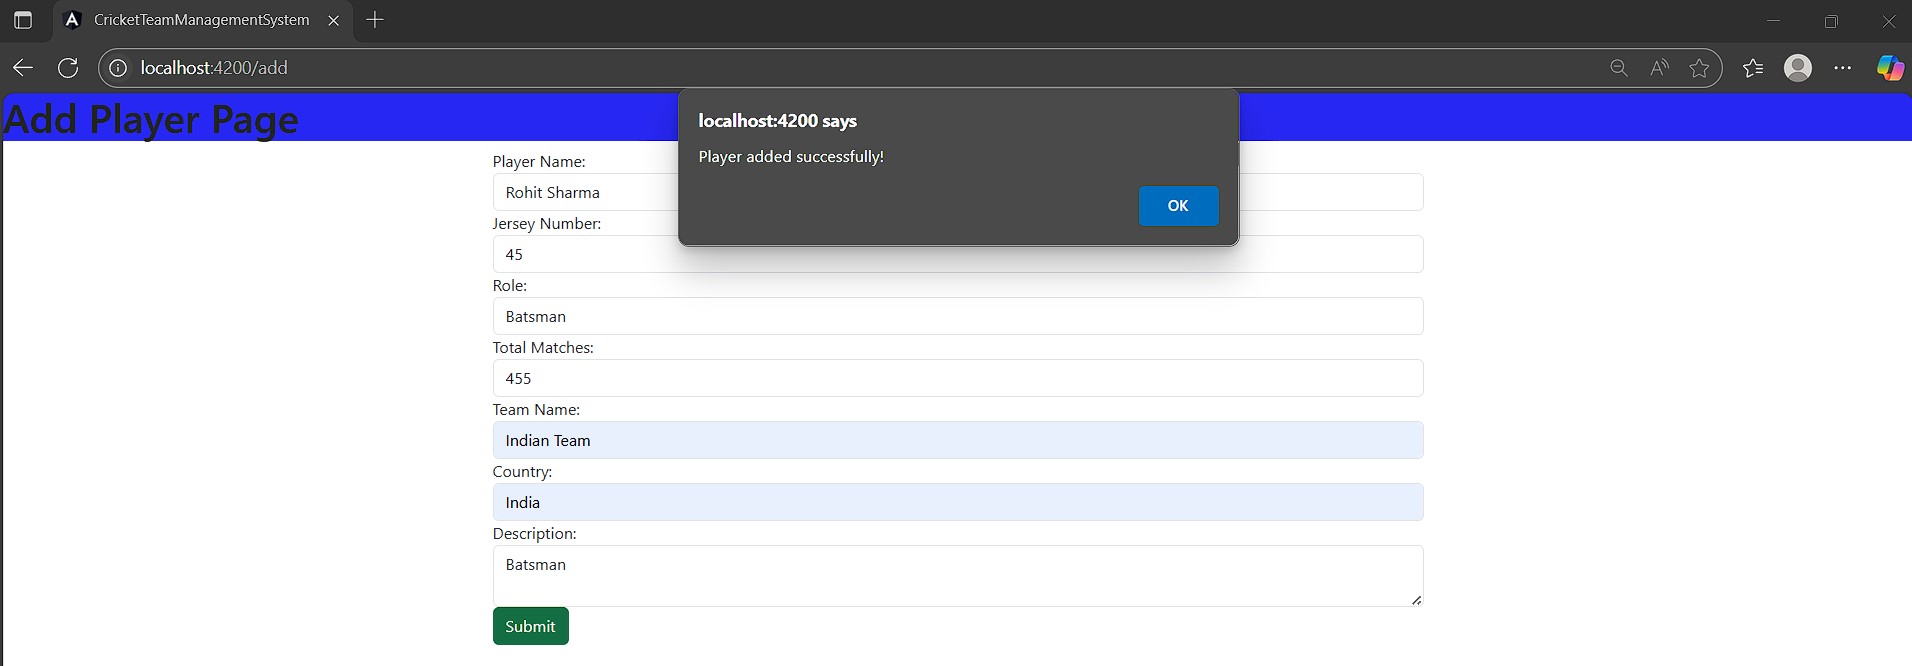 CricketTeamManagementSystem
localhost:4200/add
Add Player Page
localhost:4200 says
Player added successfully!
OK
Player Name:
Rohit Sharma
Jersey Number:
45
Role:
Batsman
Total Matches:
455
Team Name:
Indian Team
Country:
India
Description:
Batsman
Submit